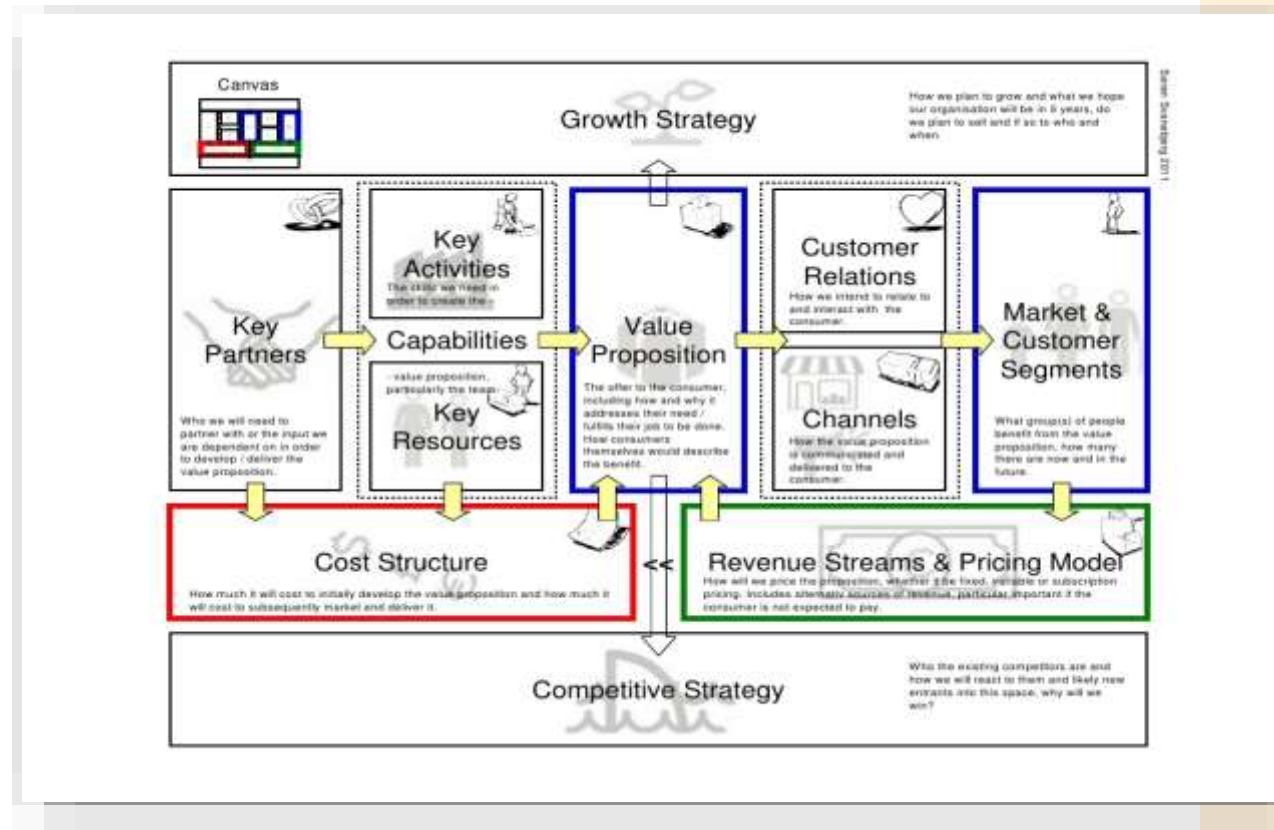 Canvas
Growth Strategy
How we plan to grow and what we hope
our organisation will be in 5 years, do
we plan to sell and if so to who and
when
2011
Key
Partners
Who we will need to
partner with or the input we
are dependent on in order
to develop / deliver the
value proposition.
Key
Activities
The skills we need in
order to create the -
Capabilities
- value proposition,
particularly the team
Key
Resources
Value
Proposition
The offer to the consumer,
including how and why it
addresses their need /
fulfils their job to be done.
How consumers
themselves would describe
the benefit.
Customer
Relations
How we intend to relate to
and interact with the
consumer.
Channels
How the value proposition
is communicated and
delivered to the
consumer.
Market &
Customer
Segments
What group(s) of people
benefit from the value
proposition, how many
there are now and in the
future.
Cost Structure
How much it will cost to initially develop the value proposition and how much it
will cost to subsequently market and deliver it.
<<
Revenue Streams & Pricing Model
How will we price the proposition, whether it be fixed, variable or subscription
pricing. Includes alternate sources of revenue, particular important if the
consumer is not expected to pay.
Competitive Strategy
Who the existing competitors are and
how we will react to them and likely new
entrants into this space, why will we
win?